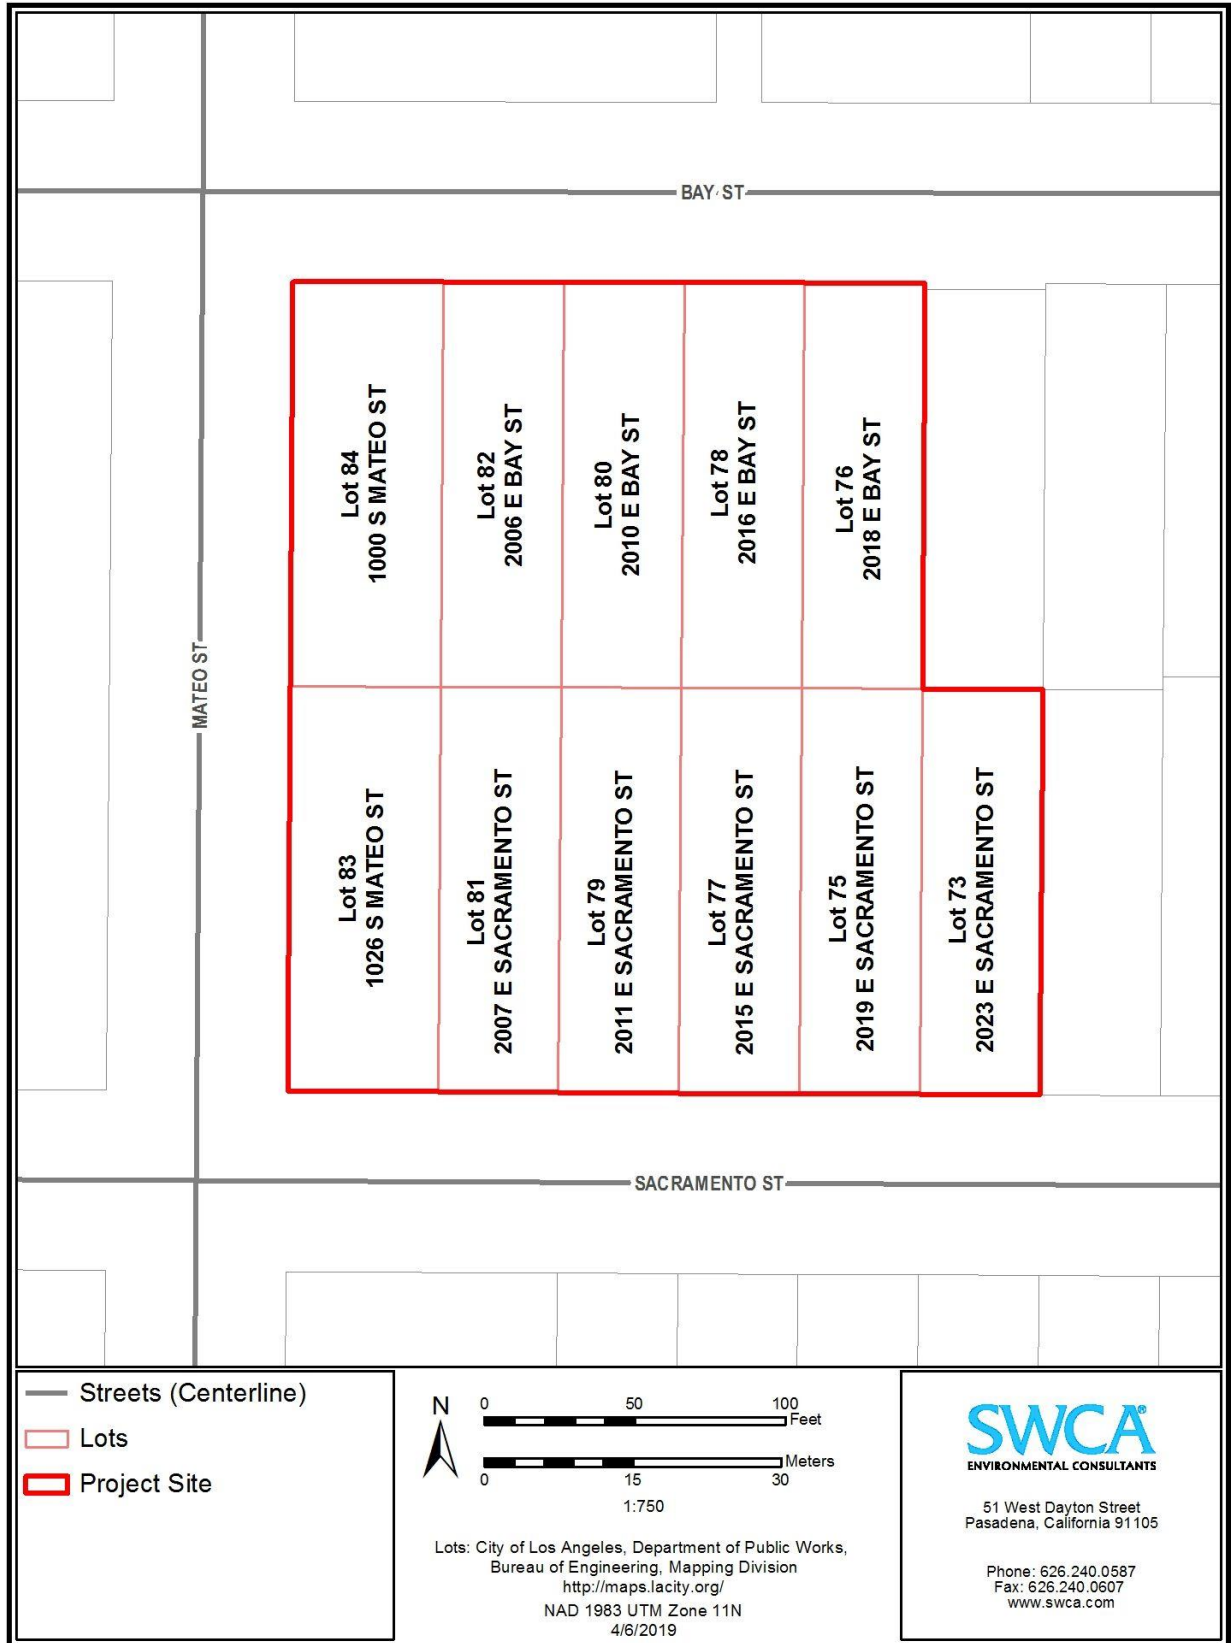 BAY ST
Lot 84
1000 S MATEO ST
Lot 82
2006 E BAY ST
Lot 80
2010 E BAY ST
Lot 78
2016 E BAY ST
Lot 76
2018 E BAY ST
MATEO ST
Lot 83
1026 S MATEO ST
Lot 81
2007 E SACRAMENTO ST
Lot 79
2011 E SACRAMENTO ST
Lot 77
2015 E SACRAMENTO ST
Lot 75
2019 E SACRAMENTO ST
Lot 73
2023 E SACRAMENTO ST
SACRAMENTO ST
Streets (Centerline)
Lots
Project Site
N
0 50 100
Feet
Meters
0 15 30
1:750
Lots: City of Los Angeles, Department of Public Works,
Bureau of Engineering, Mapping Division
http://maps.lacity.org/
NAD 1983 UTM Zone 11N
4/6/2019
SWCA®
ENVIRONMENTAL CONSULTANTS
51 West Dayton Street
Pasadena, California 91105
Phone: 626.240.0587
Fax: 626.240.0607
www.swca.com